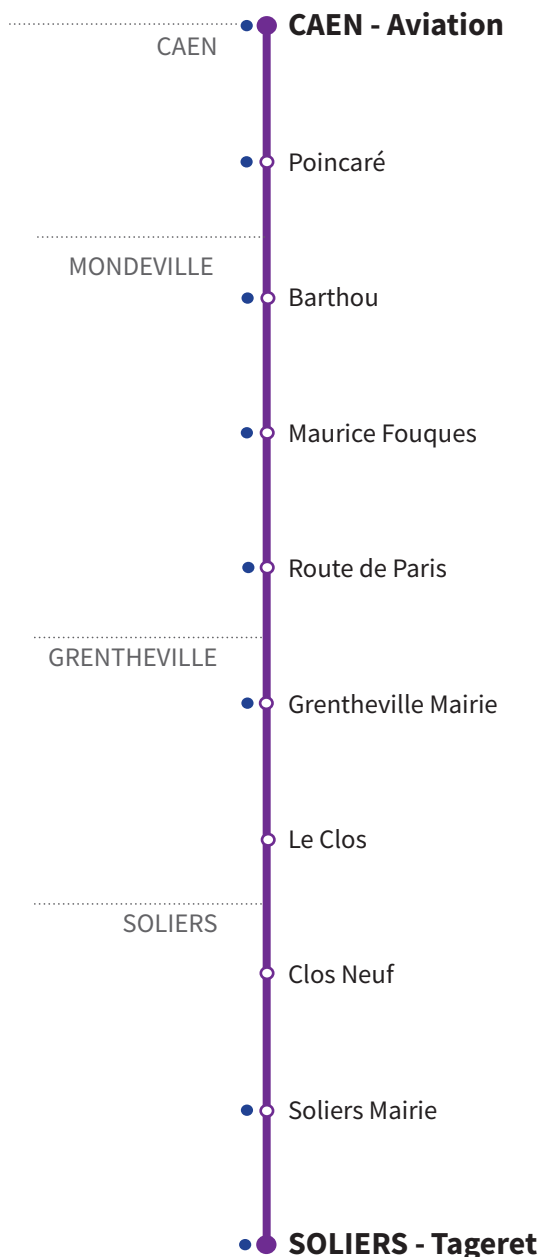 CAEN - Aviation
CAEN
Poincaré
MONDEVILLE
Barthou
Maurice Fouques
Route de Paris
GRENTHEVILLE
Grentheville Mairie
Le Clos
SOLIERS
Clos Neuf
Soliers Mairie
SOLIERS - Tageret